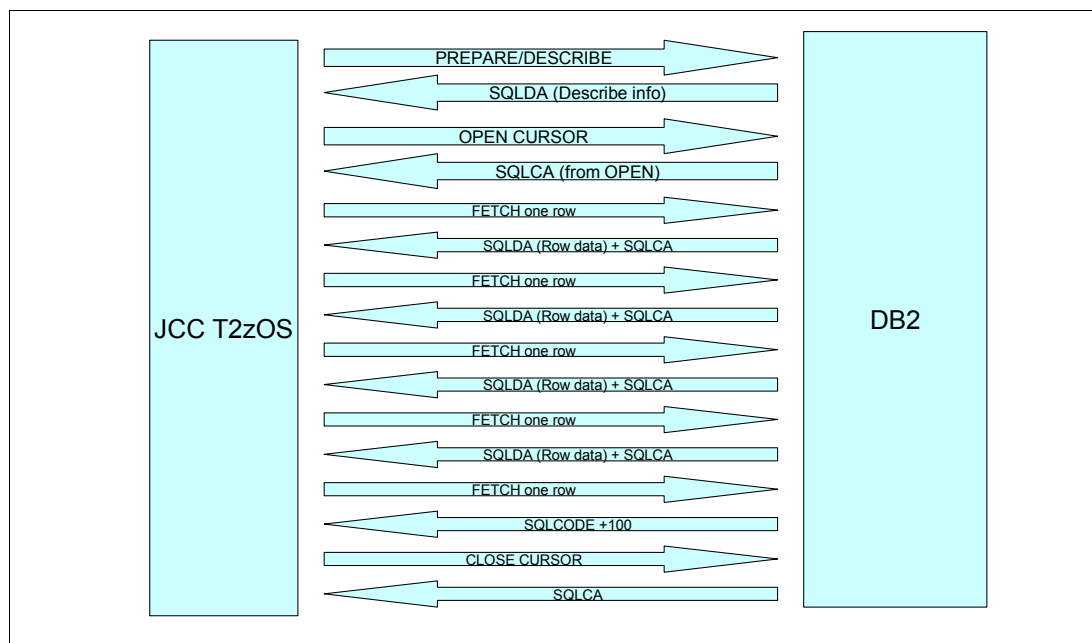 JCC T2zOS
PREPARE/DESCRIBE
SQLDA (Describe info)
OPEN CURSOR
SQLCA (from OPEN)
FETCH one row
SQLDA (Row data) + SQLCA
FETCH one row
SQLDA (Row data) + SQLCA
FETCH one row
SQLDA (Row data) + SQLCA
FETCH one row
SQLDA (Row data) + SQLCA
FETCH one row
SQLCODE +100
CLOSE CURSOR
SQLCA
DB2